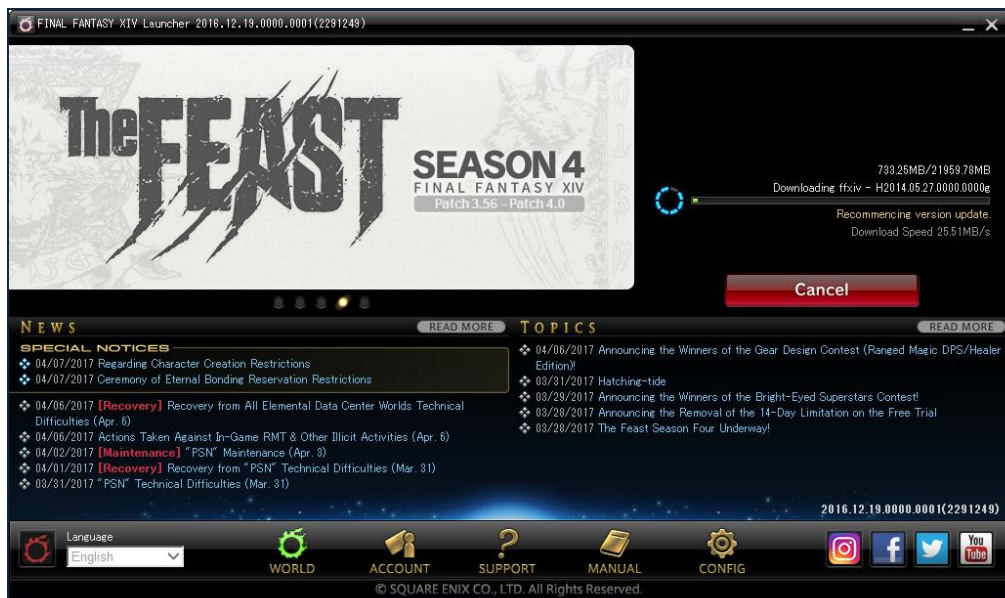 FINAL FANTASY XIV Launcher 2016.12.19.0000.0001(2291249)
The FEAST
SEASON 4
FINAL FANTASY XIV
Patch 3.56 – Patch 4.0
733.25MB/21959.78MB
Downloading ffxiv - H2014.05.27.0000.0000g
Recommencing version update.
Download Speed 25.51MB/s
Cancel
NEWS
READ MORE
SPECIAL NOTICES
04/07/2017 Regarding Character Creation Restrictions
04/07/2017 Ceremony of Eternal Bonding Reservation Restrictions
04/06/2017 [Recovery] Recovery from All Elemental Data Center Worlds Technical
Difficulties (Apr. 6)
04/06/2017 Actions Taken Against In-Game RMT & Other Illicit Activities (Apr. 6)
04/02/2017 [Maintenance] "PSN" Maintenance (Apr. 3)
04/01/2017 [Recovery] Recovery from "PSN" Technical Difficulties (Mar. 31)
03/31/2017 "PSN" Technical Difficulties (Mar. 31)
TOPICS
READ MORE
04/06/2017 Announcing the Winners of the Gear Design Contest (Ranged Magic DPS/Healer
Edition)!
03/31/2017 Hatching-tide
03/29/2017 Announcing the Winners of the Bright-Eyed Superstars Contest!
03/28/2017 Announcing the Removal of the 14-Day Limitation on the Free Trial
03/28/2017 The Feast Season Four Underway!
2016.12.19.0000.0001(2291249)
Language
English
WORLD
ACCOUNT
SUPPORT
MANUAL
CONFIG
You
Tube
© SQUARE ENIX CO., LTD. All Rights Reserved.